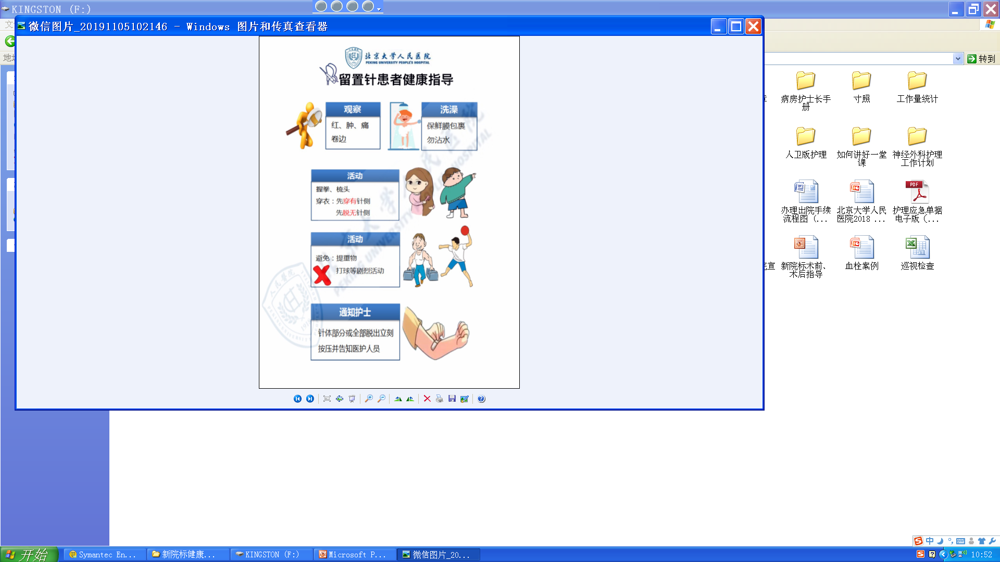 KINGSTON (F:)
微信图片_20191105102146 - Windows 图片和传真查看器
转到
北京大学人民医院
PEKING UNIVERSITY PEOPLE'S HOSPITAL
留置针患者健康指导
观察
红、肿、痛
卷边
洗澡
保鲜膜包裹
勿沾水
活动
握拳、梳头
穿衣：先穿有针侧
先脱无针侧
活动
避免：提重物
打球等剧烈活动
通知护士
针体部分或全部脱出立刻
按压并告知医护人员
病房护士长手
册
寸照
工作量统计
人卫版护理
如何讲好一堂
课
神经外科护理
工作计划
办理出院手续
流程图（...
北京大学人民
医院2018 ...
护理应急单据
电子版（...
新院标术前、
术后指导
血栓案例
巡视检查
PDF
中
开始
Symantec En...
新院标健康...
KINGSTON (F:)
Microsoft P...
微信图片_20...
10:52